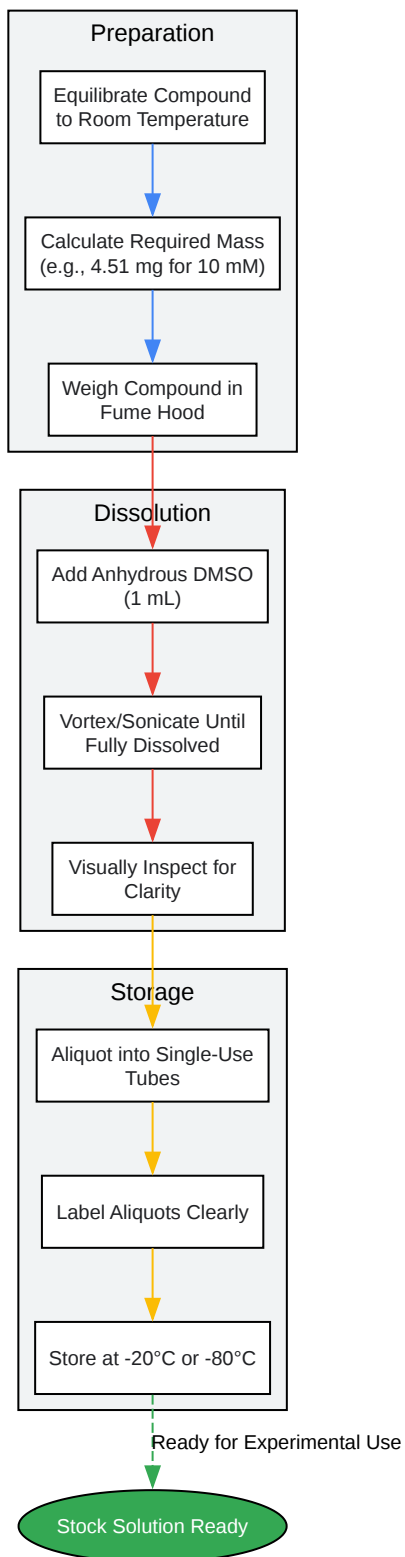 Preparation
Equilibrate Compound
to Room Temperature
Calculate Required Mass
(e.g., 4.51 mg for 10 mM)
Weigh Compound in
Fume Hood
Dissolution
Add Anhydrous DMSO
(1 mL)
Vortex/Sonicate Until
Fully Dissolved
Visually Inspect for
Clarity
Storage
Aliquot into Single-Use
Tubes
Label Aliquots Clearly
Store at -20°C or -80°C
Ready for Experimental Use
Stock Solution Ready